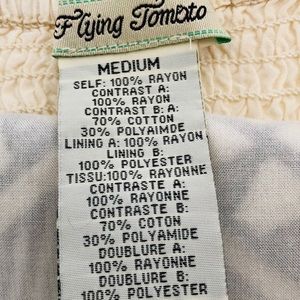 Flying Tomato
MEDIUM
SELF: 100% RAYON
CONTRAST A:
100% RAYON
CONTRAST B: A:
70% COTTON
30% POLYAIMDE
LINING A: 100% RAYON
LINING B:
100% POLYESTER
TISSU:100% RAYONNE
CONTRASTE A:
100% RAYONNE
CONTRASTE B:
70% COTON
30% POLYAMIDE
DOUBLURE A:
100% RAYONNE
DOUBLURE B:
100% POLYESTER